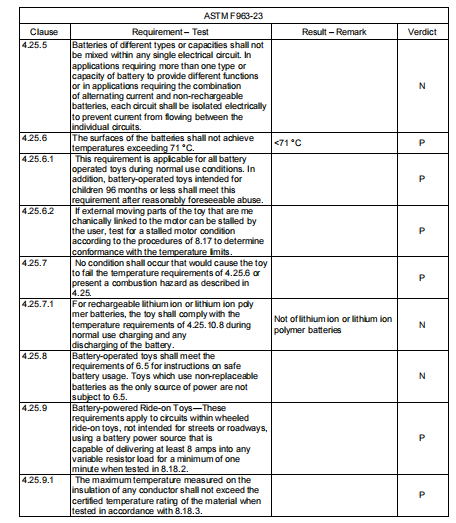 ASTM F963-23
Clause Requirement – Test Result – Remark Verdict
4.25.5 Batteries of different types or capacities shall not
be mixed within any single electrical circuit. In
applications requiring more than one type or
capacity of battery to provide different functions
or in applications requiring the combination
of alternating current and non-rechargeable
batteries, each circuit shall be isolated electrically
to prevent current from flowing between the
individual circuits.
N
4.25.6 The surfaces of the batteries shall not achieve
temperatures exceeding 71 °C.
<71 °C
P
4.25.6.1 This requirement is applicable for all battery
operated toys during normal use conditions. In
addition, battery-operated toys intended for
children 96 months or less shall meet this
requirement after reasonably foreseeable abuse.
P
4.25.6.2 If external moving parts of the toy that are me
chanically linked to the motor can be stalled by
the user, test for a stalled motor condition
according to the procedures of 8.17 to determine
conformance with the temperature limits.
P
4.25.7 No condition shall occur that would cause the toy
to fail the temperature requirements of 4.25.6 or
present a combustion hazard as described in
4.25.
P
4.25.7.1 For rechargeable lithium ion or lithium poly
mer batteries, the toy shall comply with the
temperature requirements of 4.25.10.8 during
normal use charging and any
discharging of the battery.
Not of lithium ion or lithium ion
polymer batteries
N
4.25.8 Battery-operated toys shall meet the
requirements of 6.5 for instructions on safe
battery usage. Toys which use non-replaceable
batteries as the only source of power are not
subject to 6.5.
N
4.25.9 Battery-powered Ride-on Toys—These
requirements apply to circuits within wheeled
ride-on toys, not intended for streets or roadways,
using a battery power source that is
capable of delivering at least 8 amps into any
variable resistor load for a minimum of one
minute when tested in 8.18.2.
P
4.25.9.1 The maximum temperature measured on the
insulation of any conductor shall not exceed the
certified temperature rating of the material when
tested in accordance with 8.18.3.
P